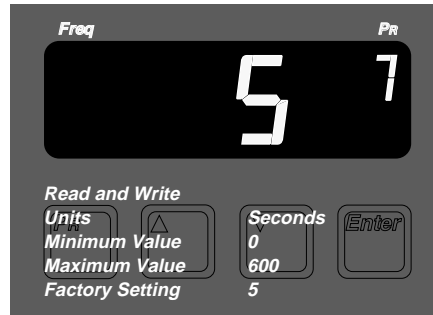 Freq PR
5 7
Read and Write
PR Enter
Units Seconds
Minimum Value 0
Maximum Value 600
Factory Setting 5